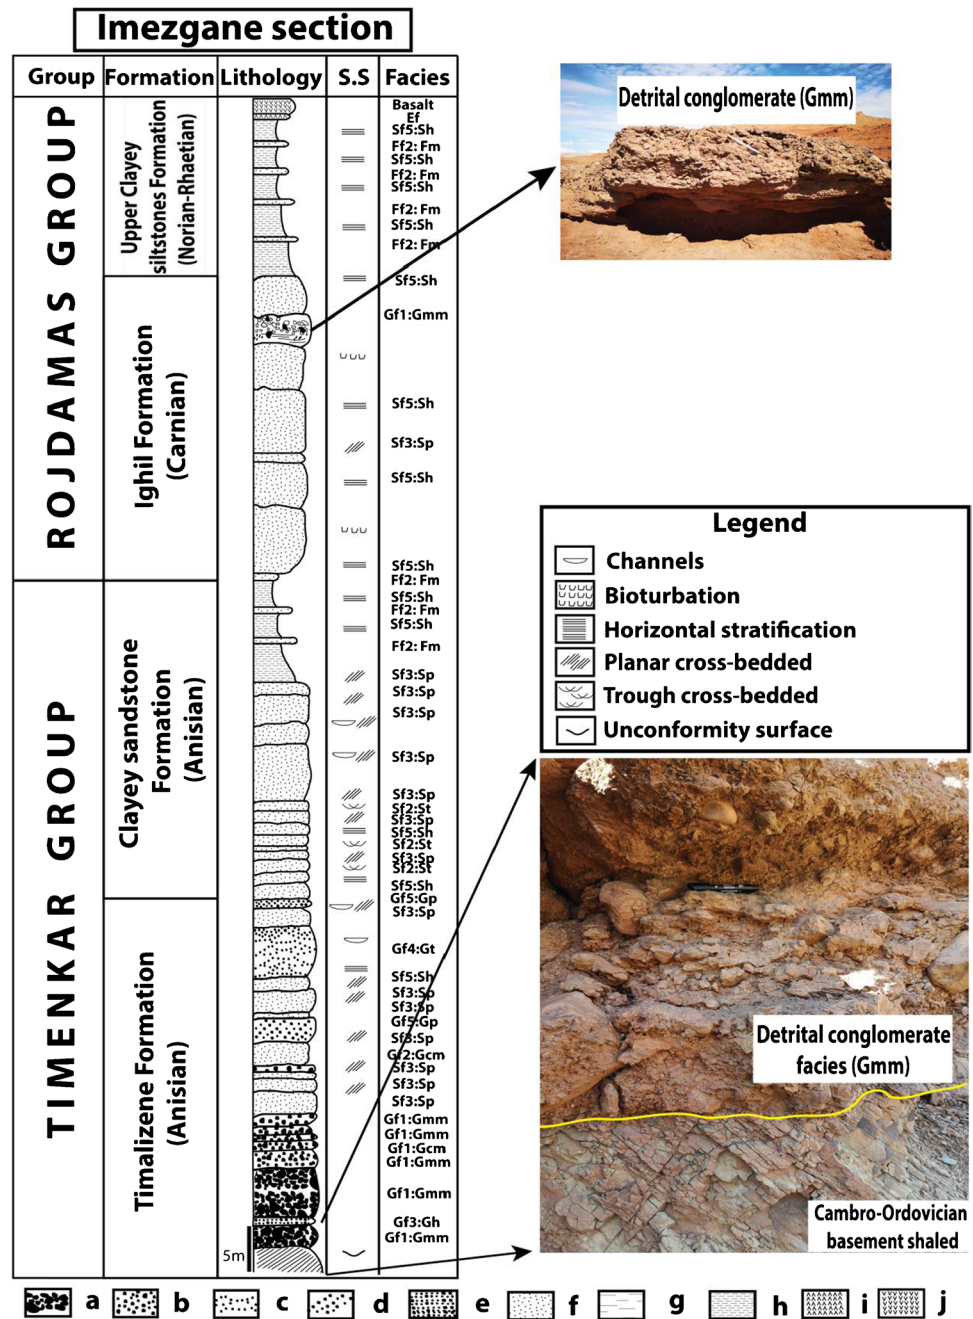 Imezgane section
Group
Formation
Lithology
S.S
Facies
ROJDAMAS GROUP
TIMENKAR GROUP
Upper Clayey
siltstones Formation
(Norian-Rhaetian)
Ighil Formation
(Carnian)
Clayey sandstone
Formation
(Anisian)
Timalizene Formation
(Anisian)
Basalt
Ef
Sf5:Sh
Ff2: Fm
Sf5:Sh
Ff2: Fm
Sf5:Sh
Ff2: Fm
Sf5:Sh
Ff2: Fm
Sf5:Sh
Gf1:Gmm
Sf5:Sh
Sf3:Sp
Sf5:Sh
Sf5:Sh
Ff2: Fm
Sf5:Sh
Ff2: Fm
Sf5:Sh
Ff2: Fm
Sf3:Sp
Sf3:Sp
Sf3:Sp
Sf3:Sp
Sf3:Sp
Sf2:St
Sf3:Sp
Sf5:Sh
Sf2:St
Sf3:Sp
Sf2:St
Sf5:Sh
Gf5:Gp
Sf3:Sp
Gf4:Gt
Sf5:Sh
Sf3:Sp
Sf3:Sp
Gf5:Gp
Sf3:Sp
Gf2:Gcm
Sf3:Sp
Sf3:Sp
Sf3:Sp
Gf1:Gmm
Gf1:Gmm
Gf1:Gcm
Gf1:Gmm
Gf1:Gmm
Gf3:Gh
Gf1:Gmm
5m
Detrital conglomerate (Gmm)
Legend
Channels
Bioturbation
Horizontal stratification
Planar cross-bedded
Trough cross-bedded
Unconformity surface
Detrital conglomerate
facies (Gmm)
Cambro-Ordovician
basement shaled
a b c d e f g h i j